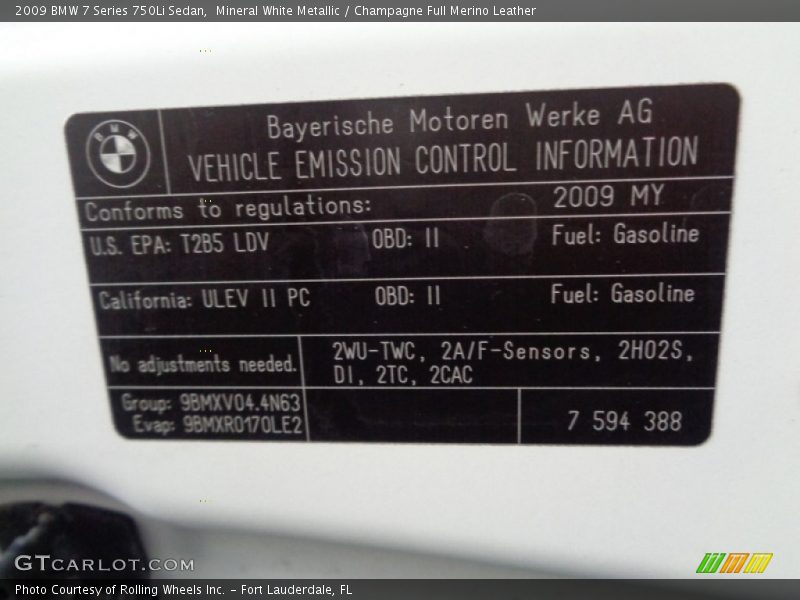 2009 BMW 7 Series 750Li Sedan, Mineral White Metallic / Champagne Full Merino Leather
BMW
Bayerische Motoren Werke AG
VEHICLE EMISSION CONTROL INFORMATION
Conforms to regulations: 2009 MY
U.S. EPA: T2B5 LDV OBD: II Fuel: Gasoline
California: ULEV II PC OBD: II Fuel: Gasoline
No adjustments needed.
2WU-TWC, 2A/F-Sensors, 2HO2S,
DI, 2TC, 2CAC
Group: 9BMXV04.4N63
Evap: 9BMXR0170LE2
7 594 388
GTCARLOT.COM
Photo Courtesy of Rolling Wheels Inc. – Fort Lauderdale, FL